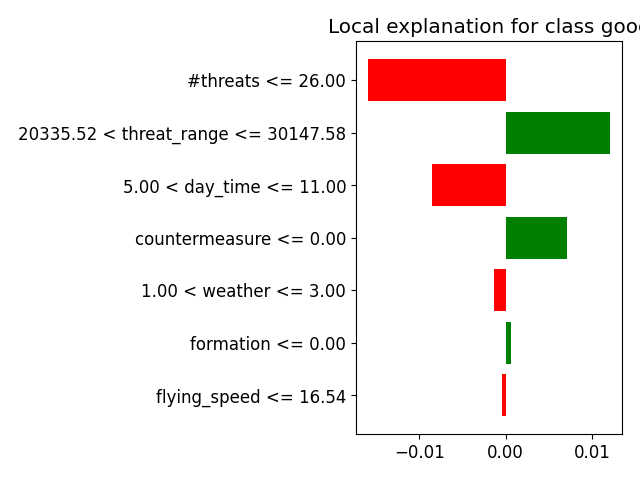 Local explanation for class goo
#threats <= 26.00
20335.52 < threat_range <= 30147.58
5.00 < day_time <= 11.00
countermeasure <= 0.00
1.00 < weather <= 3.00
formation <= 0.00
flying_speed <= 16.54
−0.01 0.00 0.01